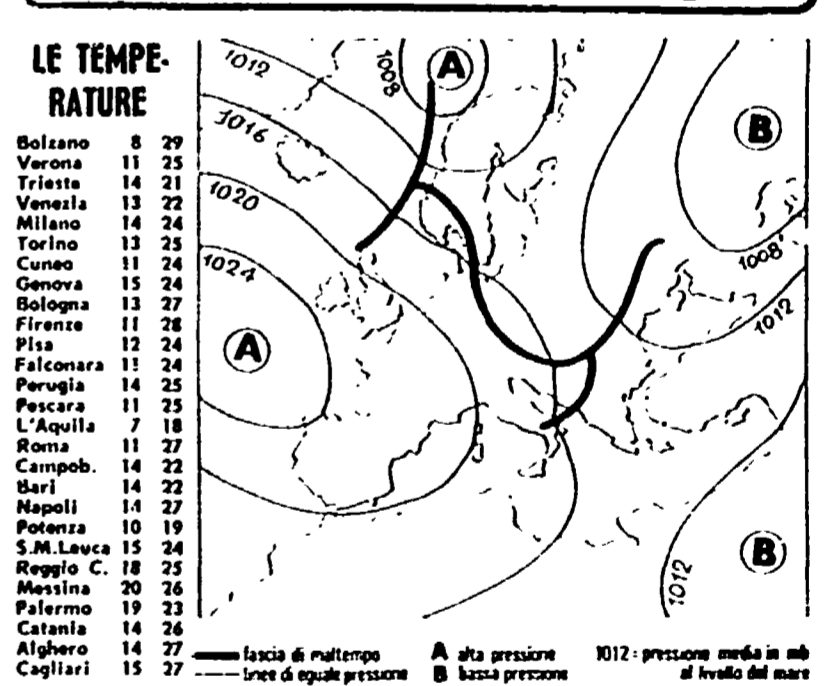 LE TEMPE-
RATURE
Bolzano 8 29
Verona 11 25
Trieste 14 21
Venezia 13 22
Milano 14 24
Torino 13 25
Cuneo 11 24
Genova 15 24
Bologna 13 27
Firenze 11 28
Pisa 12 24
Falconara 11 24
Perugia 14 25
Pescara 11 25
L'Aquila 7 18
Roma 11 27
Campob. 14 22
Bari 14 22
Napoli 14 27
Potenza 10 19
S.M.Leuca 15 24
Reggio C. 18 25
Messina 20 26
Palermo 19 23
Catania 14 26
Alghero 14 27
Cagliari 15 27
1012
1008
A
B
1016
1020
1024
A
1008
1012
B
1012
fascia di maltempo
linee di eguale pressione
A alta pressione
B bassa pressione
1012: pressione media in mb
al livello del mare